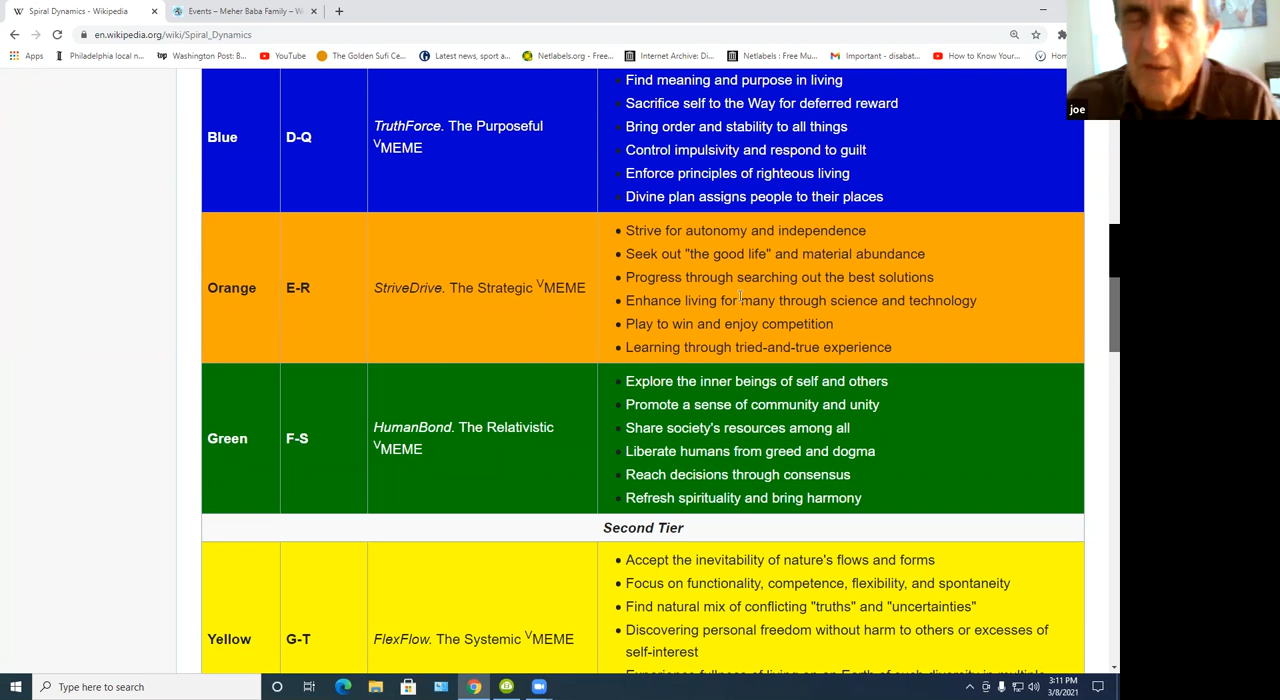 Spiral Dynamics - Wikipedia
Events – Meher Baba Family – W
en.wikipedia.org/wiki/Spiral_Dynamics
Apps
Philadelphia local n...
Washington Post: B...
YouTube
The Golden Sufi Ce...
Latest news, sport a...
Netlabels.org - Free...
Internet Archive: Di...
Netlabels : Free Mu...
Important - disabat...
How to Know Your...
Hom
joe
Blue
D-Q
TruthForce. The Purposeful
VMEME
• Find meaning and purpose in living
• Sacrifice self to the Way for deferred reward
• Bring order and stability to all things
• Control impulsivity and respond to guilt
• Enforce principles of righteous living
• Divine plan assigns people to their places
Orange
E-R
StriveDrive. The Strategic VMEME
• Strive for autonomy and independence
• Seek out "the good life" and material abundance
• Progress through searching out the best solutions
• Enhance living for many through science and technology
• Play to win and enjoy competition
• Learning through tried-and-true experience
Green
F-S
HumanBond. The Relativistic
VMEME
• Explore the inner beings of self and others
• Promote a sense of community and unity
• Share society's resources among all
• Liberate humans from greed and dogma
• Reach decisions through consensus
• Refresh spirituality and bring harmony
Second Tier
Yellow
G-T
FlexFlow. The Systemic VMEME
• Accept the inevitability of nature's flows and forms
• Focus on functionality, competence, flexibility, and spontaneity
• Find natural mix of conflicting "truths" and "uncertainties"
• Discovering personal freedom without harm to others or excesses of
self-interest
Type here to search
3:11 PM
3/8/2021